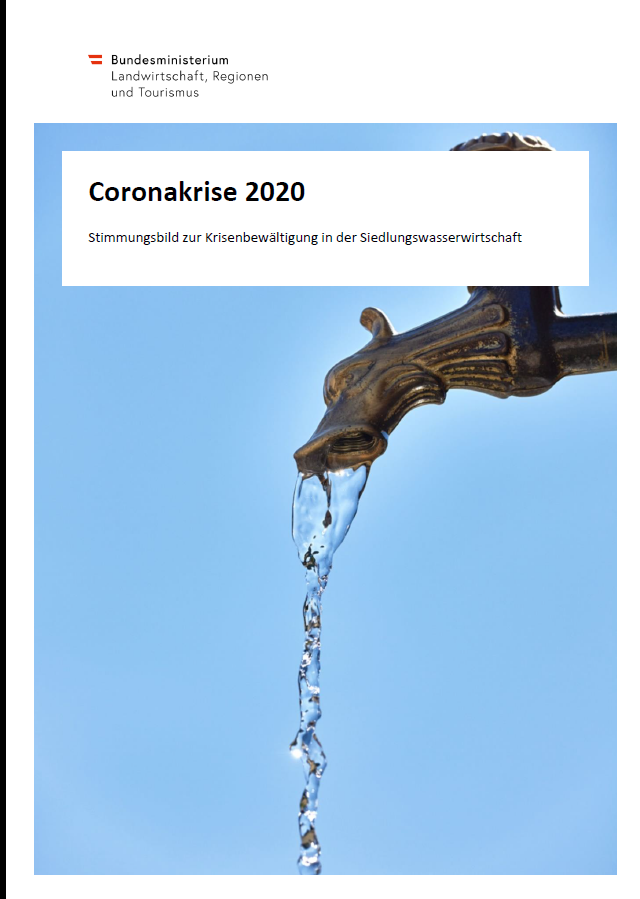 Bundesministerium
Landwirtschaft, Regionen
und Tourismus
Coronakrise 2020
Stimmungsbild zur Krisenbewältigung in der Siedlungswasserwirtschaft